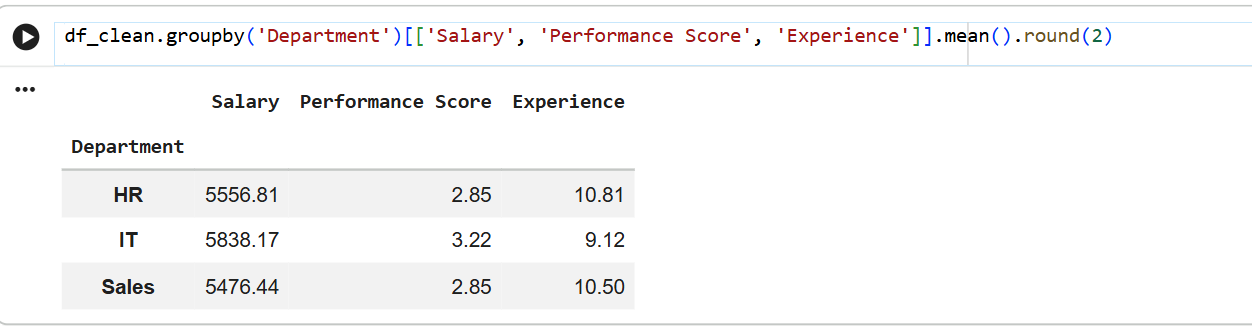 df_clean.groupby('Department')[['Salary', 'Performance Score', 'Experience']].mean().round(2)
...
Salary Performance Score Experience
Department
HR 5556.81 2.85 10.81
IT 5838.17 3.22 9.12
Sales 5476.44 2.85 10.50